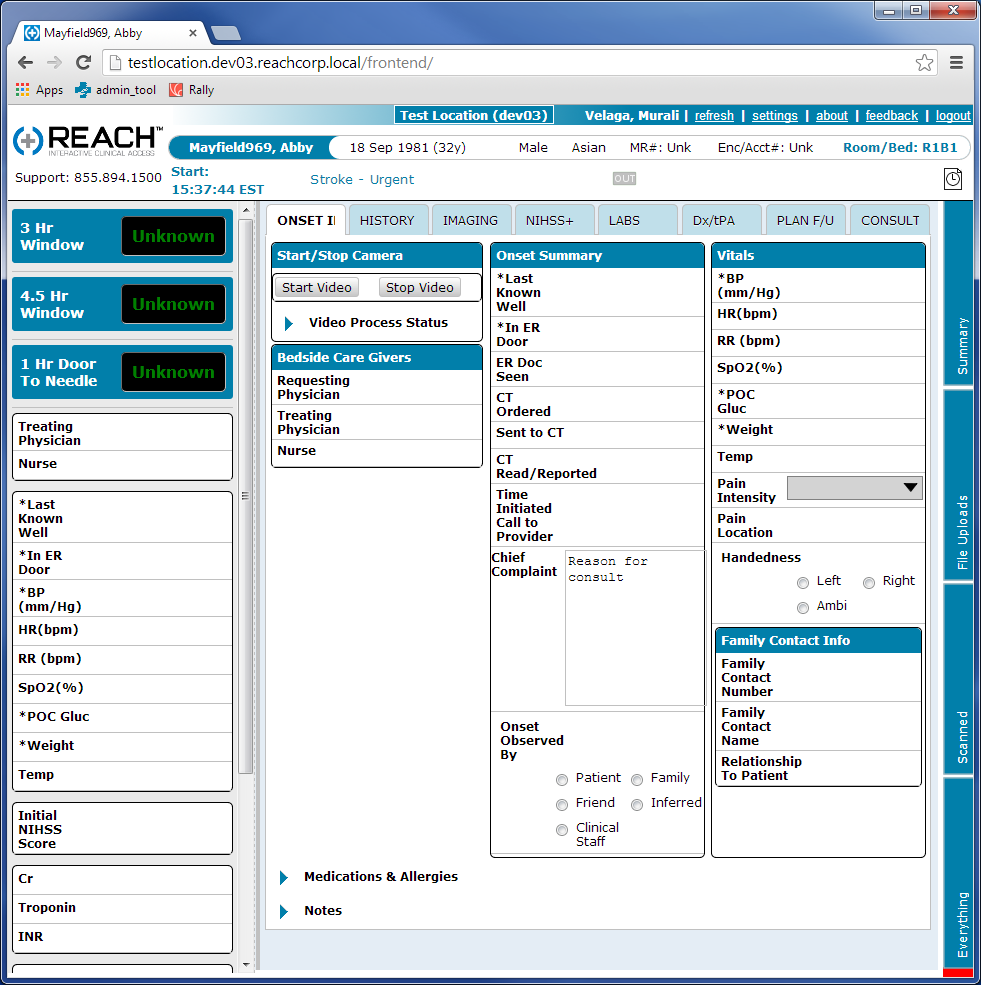 Mayfield969, Abby
testlocation.dev03.reachcorp.local/frontend/
Apps admin_tool Rally
Test Location (dev03) Velaga, Murali | refresh | settings | about | feedback | logout
REACH™
INTERACTIVE CLINICAL ACCESS
Mayfield969, Abby 18 Sep 1981 (32y) Male Asian MR#: Unk Enc/Acct#: Unk Room/Bed: R1B1
Support: 855.894.1500
Start:
15:37:44 EST
Stroke - Urgent
OUT
3 Hr
Window
Unknown
4.5 Hr
Window
Unknown
1 Hr Door
To Needle
Unknown
Treating
Physician
Nurse
*Last
Known
Well
*In ER
Door
*BP
(mm/Hg)
HR(bpm)
RR (bpm)
SpO2(%)
*POC Gluc
*Weight
Temp
Initial
NIHSS
Score
Cr
Troponin
INR
ONSET I HISTORY IMAGING NIHSS+ LABS Dx/tPA PLAN F/U CONSULT
Start/Stop Camera
Start Video Stop Video
Video Process Status
Bedside Care Givers
Requesting
Physician
Treating
Physician
Nurse
Onset Summary
*Last
Known
Well
*In ER
Door
ER Doc
Seen
CT
Ordered
Sent to CT
CT
Read/Reported
Time
Initiated
Call to
Provider
Chief
Complaint
Reason for
consult
Onset
Observed
By
Patient Family
Friend Inferred
Clinical
Staff
Vitals
*BP
(mm/Hg)
HR(bpm)
RR (bpm)
SpO2(%)
*POC
Gluc
*Weight
Temp
Pain
Intensity
Pain
Location
Handedness
Left Right
Ambi
Family Contact Info
Family
Contact
Number
Family
Contact
Name
Relationship
To Patient
Medications & Allergies
Notes
Summary
File Uploads
Scanned
Everything